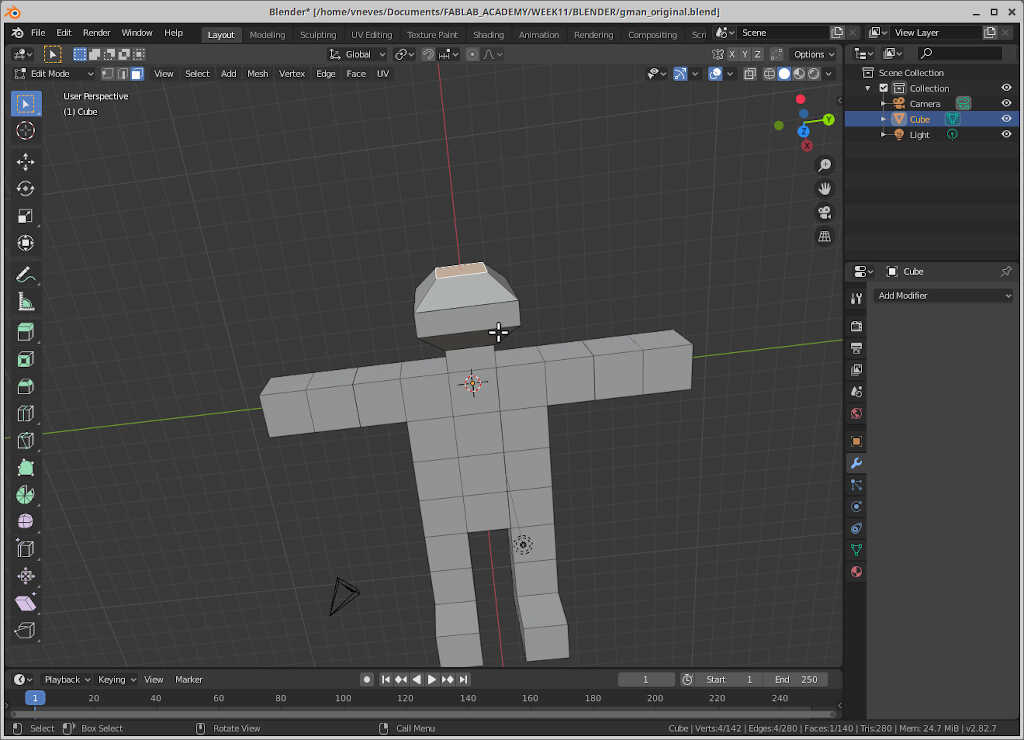 Blender* [/home/vneves/Documents/FABLAB_ACADEMY/WEEK11/BLENDER/gman_original.blend]
File Edit Render Window Help Layout Modeling Sculpting UV Editing Texture Paint Shading Animation Rendering Compositing Scri Scene View Layer
Global X Y Z Options
Edit Mode View Select Add Mesh Vertex Edge Face UV
User Perspective
(1) Cube
Y
Z
X
Scene Collection
Collection
Camera
Cube
Light
Cube
Add Modifier
Playback Keying View Marker 1 Start 1 End 250
1 20 40 60 80 100 120 140 160 180 200 220 240
Select Box Select Rotate View Call Menu Cube | Verts:4/142 | Edges:4/280 | Faces:1/140 | Tris:280 | Mem: 24.7 MiB | v2.82.7